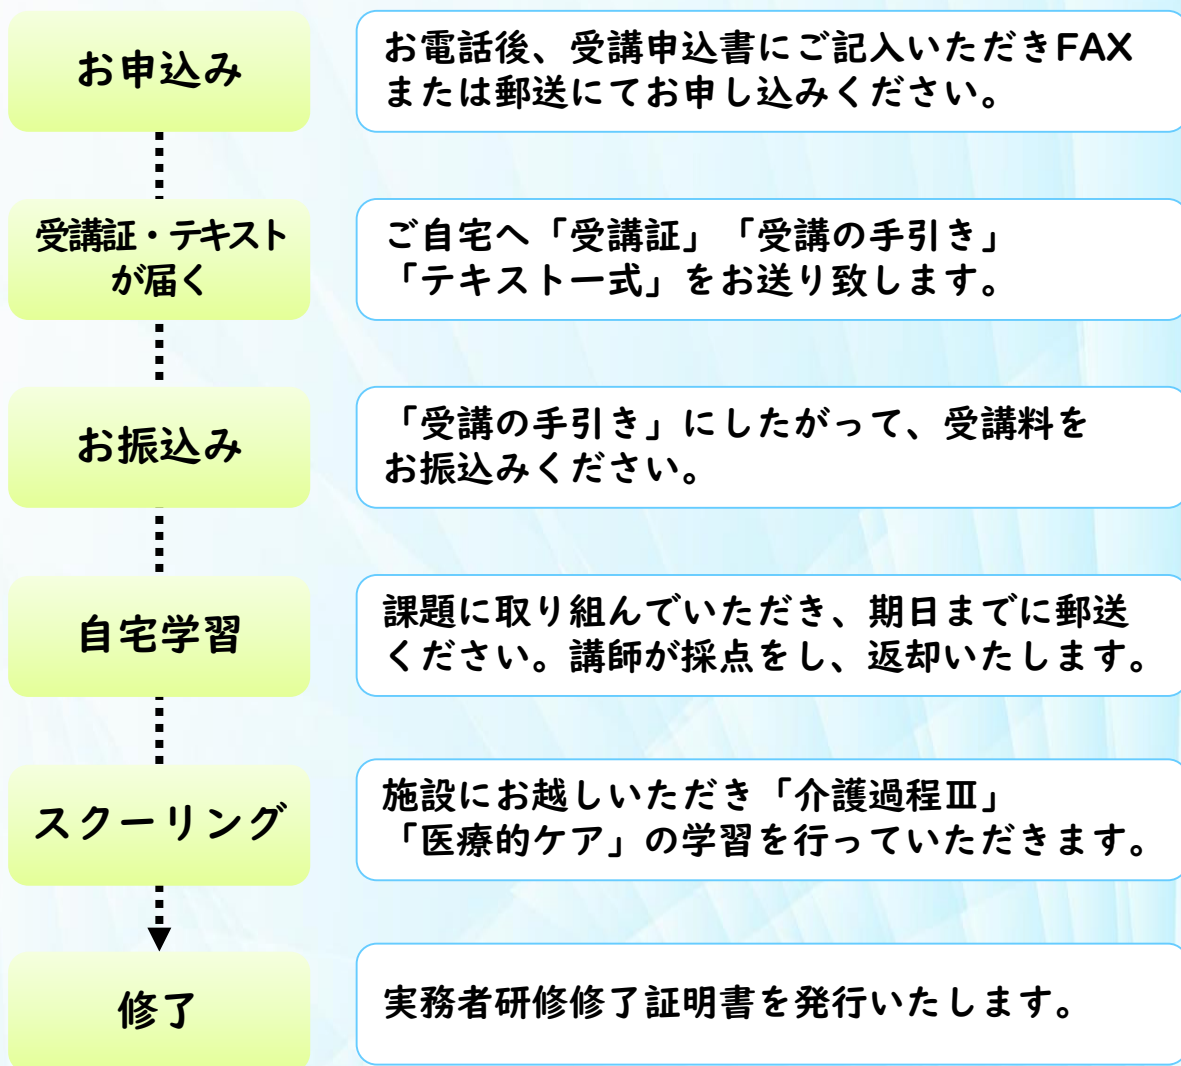 お申込み
お電話後、受講申込書にご記入いただきFAX
または郵送にてお申し込みください。
受講証・テキスト
が届く
ご自宅へ「受講証」「受講の手引き」
「テキスト一式」をお送り致します。
お振込み
「受講の手引き」にしたがって、受講料を
お振込みください。
自宅学習
課題に取り組んでいただき、期日までに郵送
ください。講師が採点をし、返却いたします。
スクーリング
施設にお越しいただき「介護過程Ⅲ」
「医療的ケア」の学習を行っていただきます。
修了
実務者研修修了証明書を発行いたします。